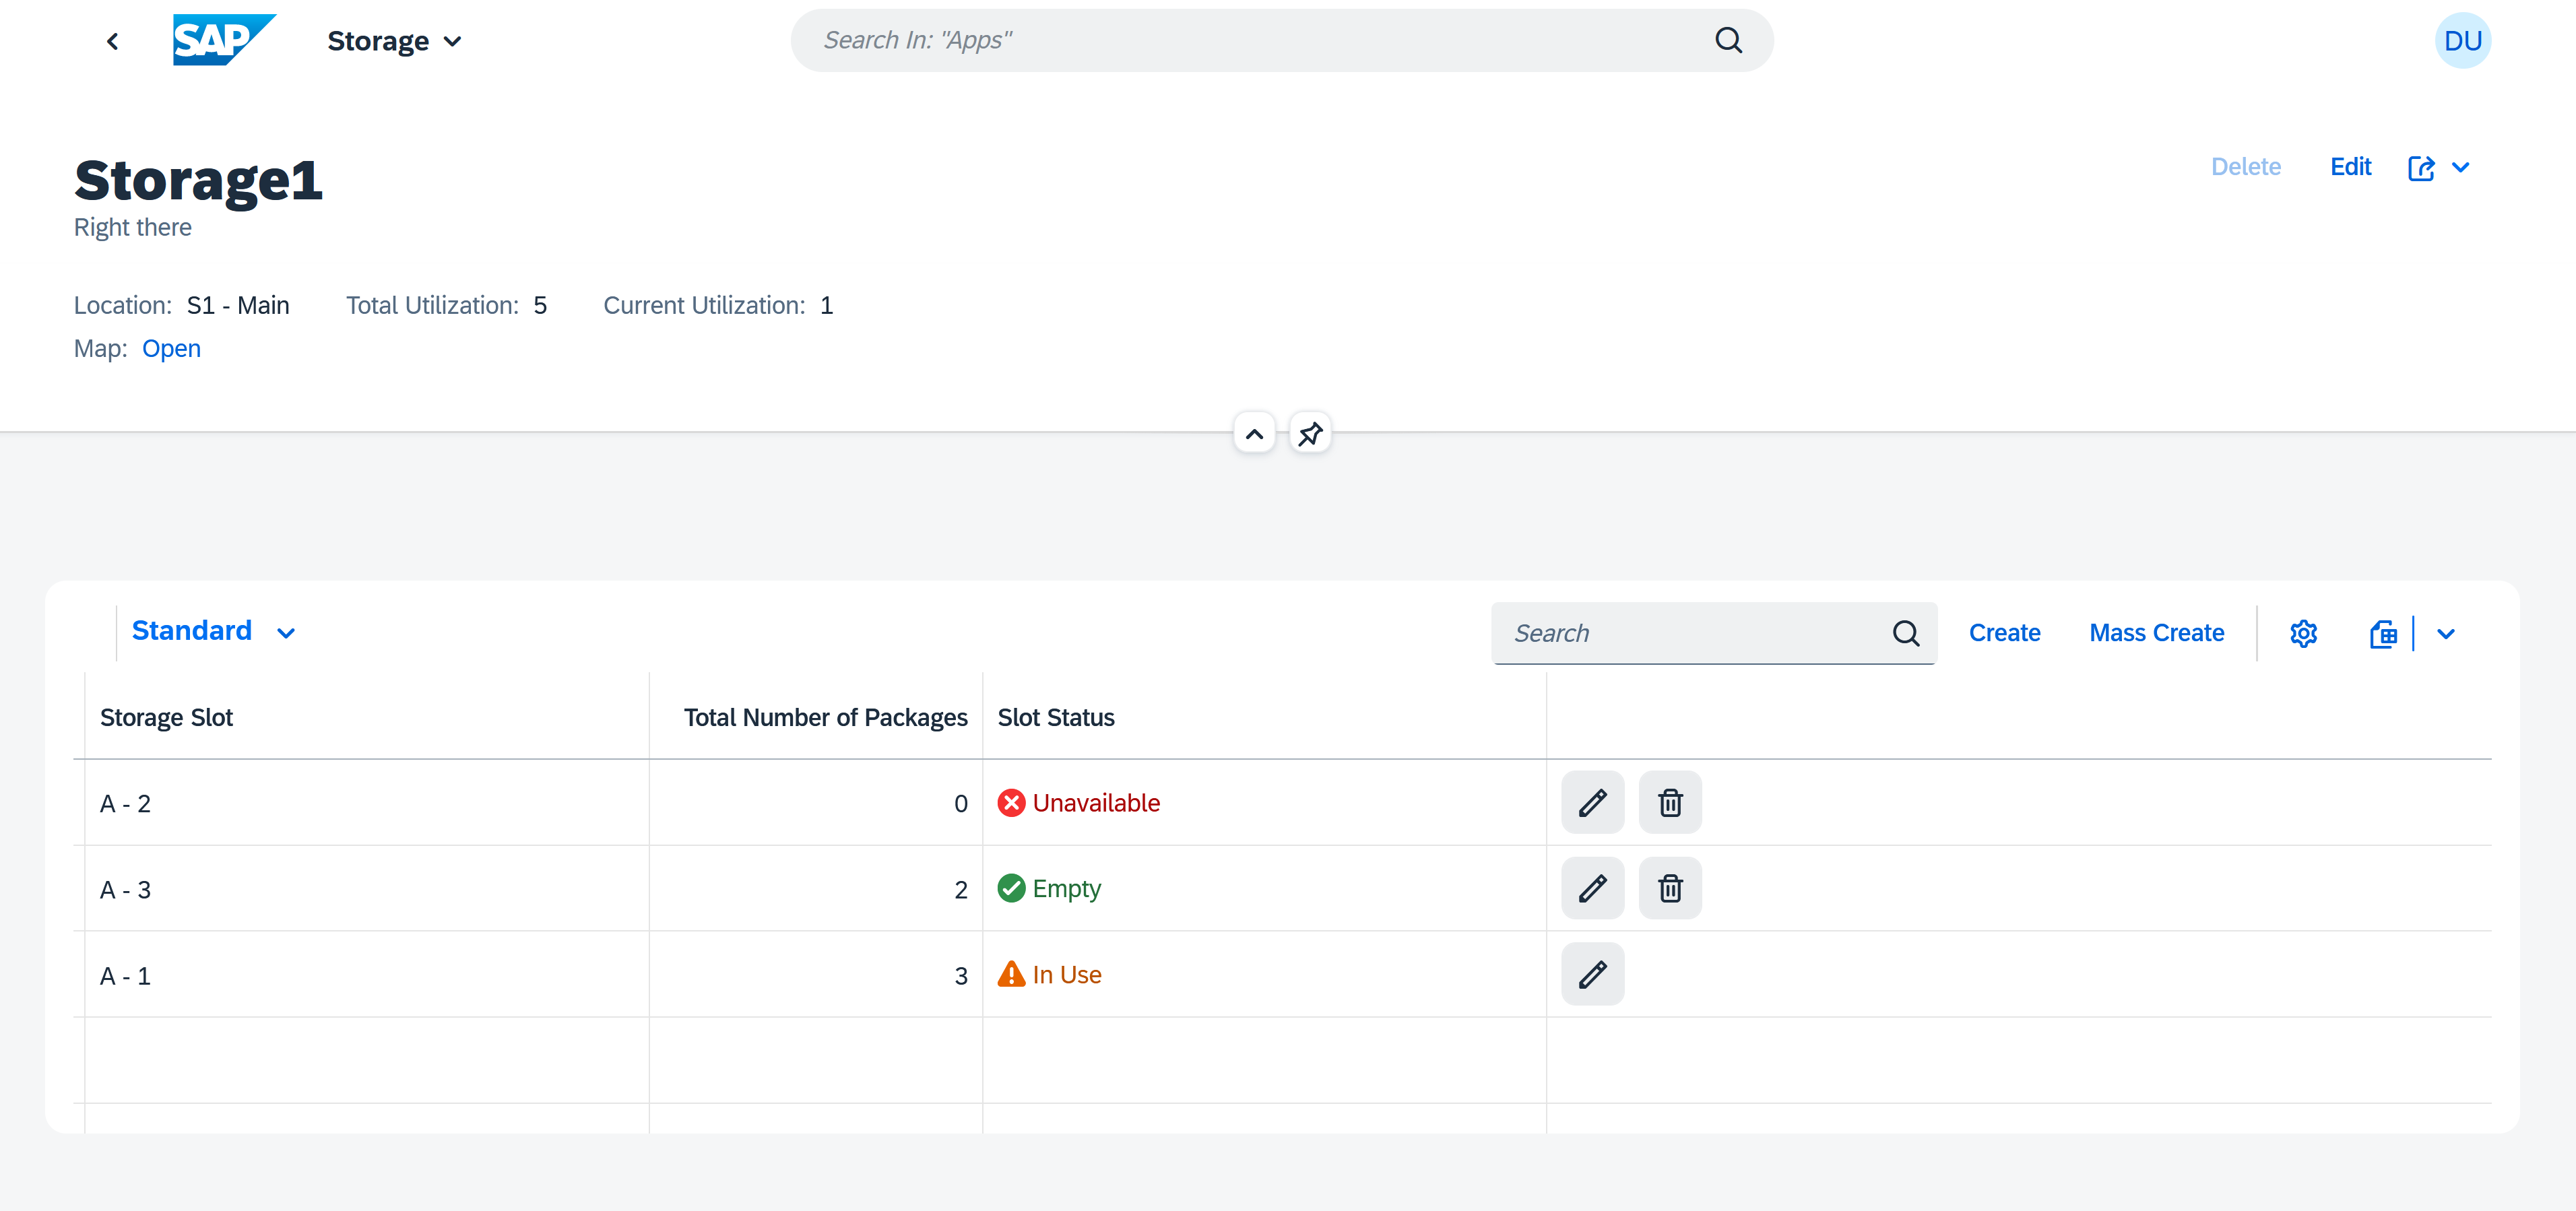 SAP Storage Search In: "Apps" DU
Storage1 Delete Edit
Right there
Location: S1 - Main Total Utilization: 5 Current Utilization: 1
Map: Open
Standard Search Create Mass Create
Storage Slot Total Number of Packages Slot Status
A - 2 0 Unavailable
A - 3 2 Empty
A - 1 3 In Use